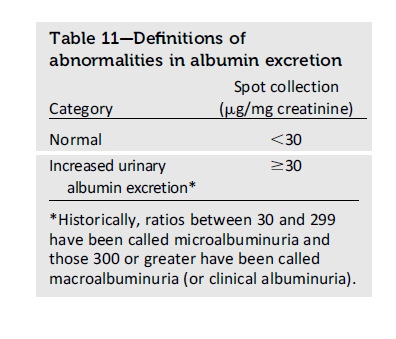 Table 11—Definitions of
abnormalities in albumin excretion
Spot collection
Category (μg/mg creatinine)
Normal <30
Increased urinary ≥30
albumin excretion*
*Historically, ratios between 30 and 299
have been called microalbuminuria and
those 300 or greater have been called
macroalbuminuria (or clinical albuminuria).